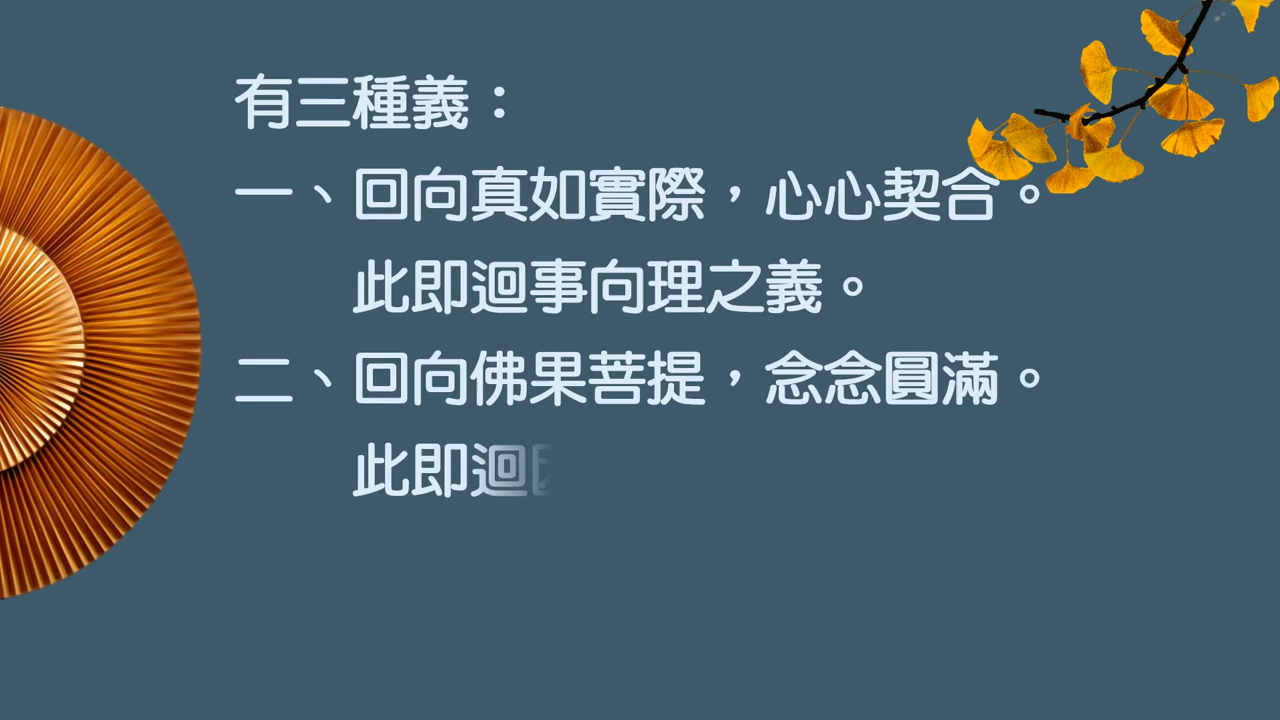 有三種義：
一、回向真如實際，心心契合。
此即迴事向理之義。
二、回向佛果菩提，念念圓滿。
此即迴